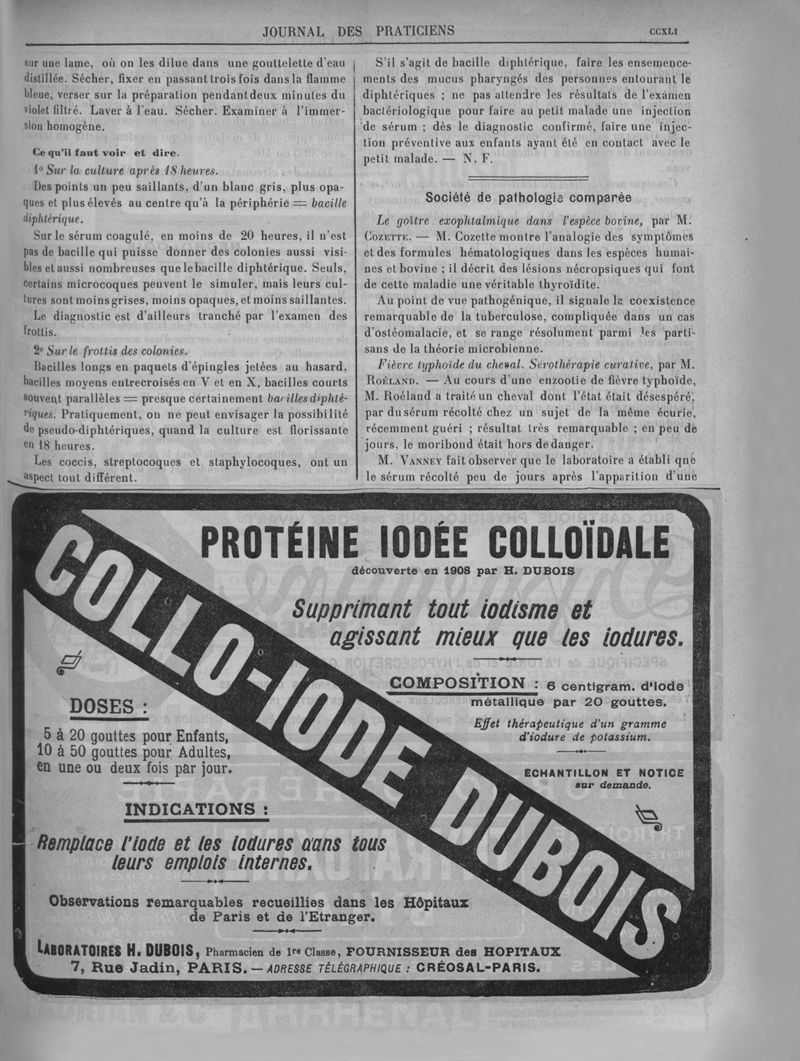 JOURNAL DES PRATICIENS
CCXLI
sur une lame, où on les dilue dans une gouttelette d'eau
distillée. Sécher, fixer en passant trois fois dans la flamme
bleue, verser sur la préparation pendant deux minutes du
violet filtré. Laver à l'eau. Sécher. Examiner à l'immer-
sion homogène.
Ce qu'il faut voir et dire.
1° Sur la culture après 18 heures.
Des points un peu saillants, d'un blanc gris, plus opa-
ques et plus élevés au centre qu'à la périphérie = bacille
diphtérique.
Sur le sérum coagulé, en moins de 20 heures, il n'est
pas de bacille qui puisse donner des colonies aussi visi-
bles et aussi nombreuses que le bacille diphtérique. Seuls,
certains microcoques peuvent le simuler, mais leurs cul-
tures sont moins grises, moins opaques, et moins saillantes.
Le diagnostic est d'ailleurs tranché par l'examen des
frottis.
2° Sur le frottis des colonies.
Bacilles longs en paquets d'épingles jetées au hasard,
bacilles moyens entrecroisés en V et en X, bacilles courts
souvent parallèles = presque certainement bacilles diphté-
riques. Pratiquement, on ne peut envisager la possibilité
de pseudo-diphtériques, quand la culture est florissante
en 18 heures.
Les coccis, streptocoques et staphylocoques, ont un
aspect tout différent.
S'il s'agit de bacille diphtérique, faire les ensemence-
ments des mucus pharyngés des personnes entourant le
diphtériques ; ne pas attendre les résultats de l'examen
bactériologique pour faire au petit malade une injection
de sérum ; dès le diagnostic confirmé, faire une injec-
tion préventive aux enfants ayant été en contact avec le
petit malade. — N. F.
Société de pathologie comparée
Le goître exophtalmique dans l'espèce bovine, par M.
COZETTE. — M. Cozette montre l'analogie des symptômes
et des formules hématologiques dans les espèces humai-
nes et bovine ; il décrit des lésions nécropsiques qui font
de cette maladie une véritable thyroïdite.
Au point de vue pathogénique, il signale la coexistence
remarquable de la tuberculose, compliquée dans un cas
d'ostéomalacie, et se range résolument parmi les parti-
sans de la théorie microbienne.
Fièvre typhoïde du cheval. Sérothérapie curative, par M.
ROÉLAND. — Au cours d'une enzootie de fièvre typhoïde,
M. Roéland a traité un cheval dont l'état était désespéré,
par du sérum récolté chez un sujet de la même écurie,
récemment guéri ; résultat très remarquable ; en peu de
jours, le moribond était hors de danger.
M. VANNEY fait observer que le laboratoire a établi que
le sérum récolté peu de jours après l'apparition d'une
PROTÉINE IODÉE COLLOÏDALE
découverte en 1908 par H. DUBOIS
Supprimant tout iodisme et
agissant mieux que les iodures.
COLLO-IODE DUBOIS
COMPOSITION : 6 centigram. d'Iode
métallique par 20 gouttes.
Effet thérapeutique d'un gramme
d'iodure de potassium.
ÉCHANTILLON ET NOTICE
sur demande.
DOSES :
5 à 20 gouttes pour Enfants,
10 à 50 gouttes pour Adultes,
en une ou deux fois par jour.
INDICATIONS :
Remplace l'iode et les iodures dans tous
leurs emplois internes.
Observations remarquables recueillies dans les Hôpitaux
de Paris et de l'Etranger.
LABORATOIRES H. DUBOIS, Pharmacien de 1re Classe, FOURNISSEUR des HOPITAUX
7, Rue Jadin, PARIS. — ADRESSE TÉLÉGRAPHIQUE : CRÉOSAL-PARIS.